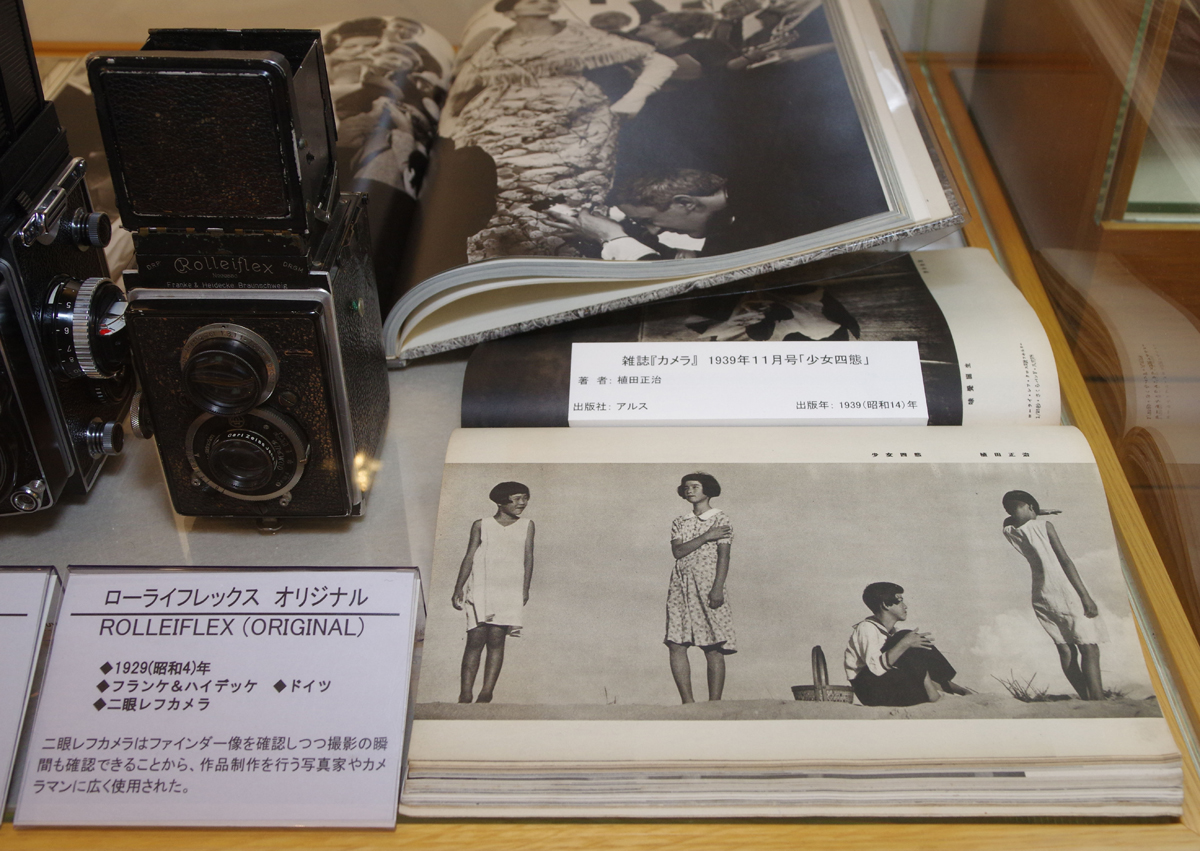 Rolleiflex
Franke & Heidecke Braunschweig
Carl Zeiss
雑誌『カメラ』 1939年11月号「少女四態」
著 者: 植田正治
出版社: アルス
出版年: 1939(昭和14)年
少女四態
植田正治
ローライフレックス オリジナル
ROLLEIFLEX (ORIGINAL)
◆1929(昭和4)年
◆フランケ&ハイデッケ ◆ドイツ
◆二眼レフカメラ
二眼レフカメラはファインダー像を確認しつつ撮影の瞬
間も確認できることから、作品制作を行う写真家やカメ
ラマンに広く使用された。